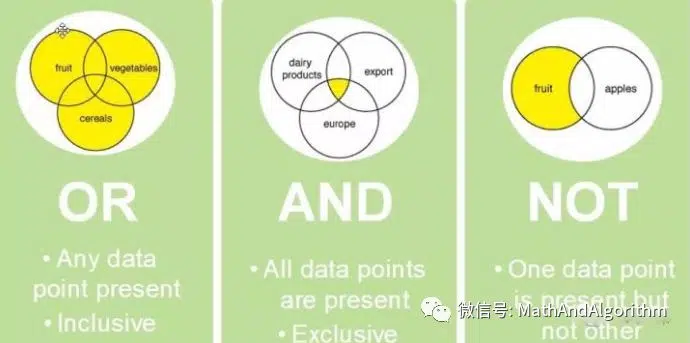 fruit
vegetables
cereals
OR
• Any data
point present
• Inclusive
dairy
products
export
europe
AND
• All data points
are present
• Exclusive
fruit
apples
NOT
• One data point
is present but
not other
微信号: MathAndAlgorithm